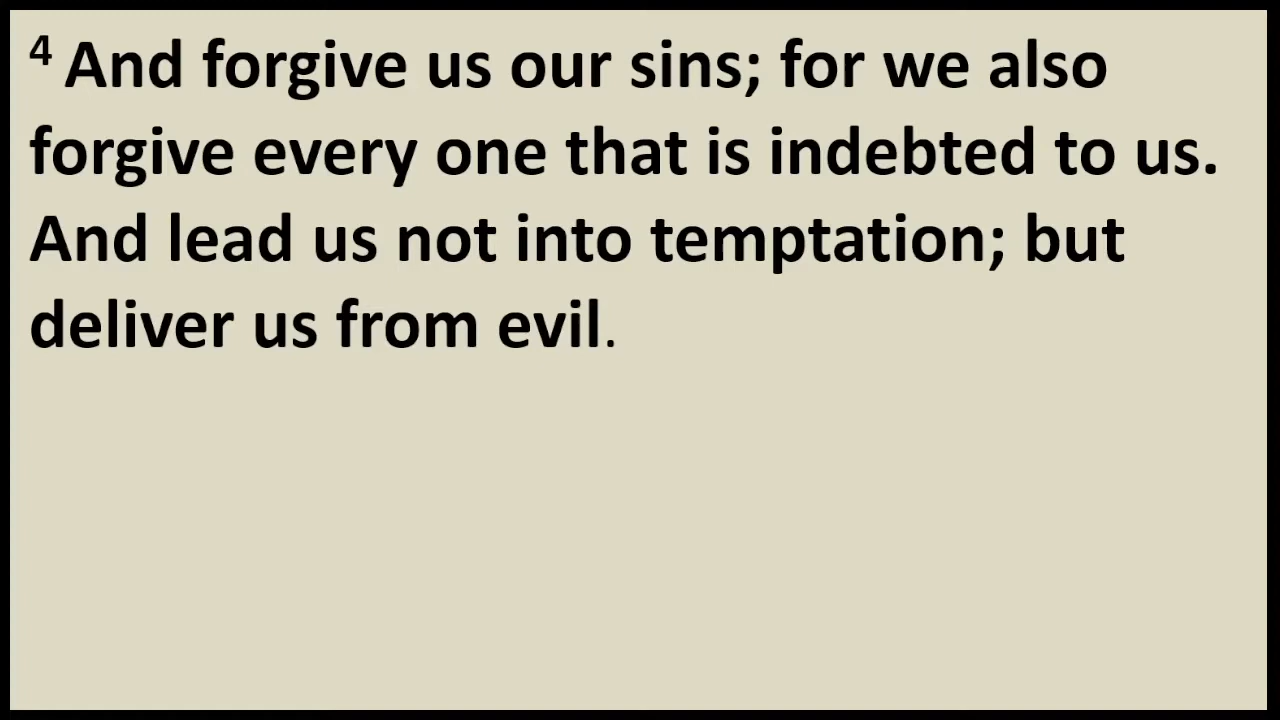 4 And forgive us our sins; for we also
forgive every one that is indebted to us.
And lead us not into temptation; but
deliver us from evil.